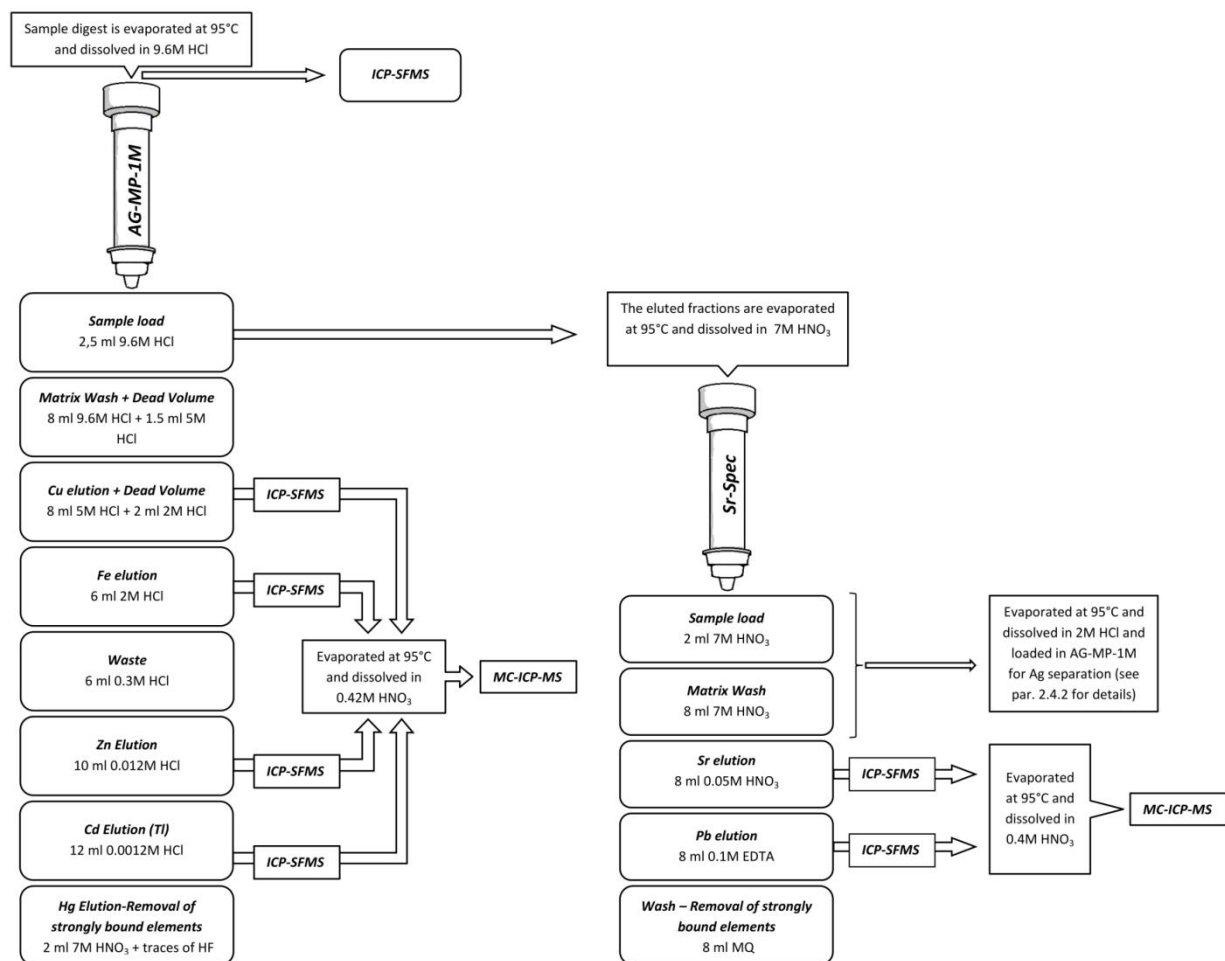 Sample digest is evaporated at 95°C
and dissolved in 9.6M HCl
ICP-SFMS
AG-MP-1M
Sample load
2,5 ml 9.6M HCl
Matrix Wash + Dead Volume
8 ml 9.6M HCl + 1.5 ml 5M
HCl
Cu elution + Dead Volume
8 ml 5M HCl + 2 ml 2M HCl
ICP-SFMS
Fe elution
6 ml 2M HCl
ICP-SFMS
Waste
6 ml 0.3M HCl
Evaporated at 95°C
and dissolved in
0.42M HNO₃
MC-ICP-MS
Zn Elution
10 ml 0.012M HCl
ICP-SFMS
Cd Elution (Tl)
12 ml 0.0012M HCl
ICP-SFMS
Hg Elution-Removal of
strongly bound elements
2 ml 7M HNO₃ + traces of HF
The eluted fractions are evaporated
at 95°C and dissolved in 7M HNO₃
Sr-Spec
Sample load
2 ml 7M HNO₃
Matrix Wash
8 ml 7M HNO₃
Evaporated at 95°C and
dissolved in 2M HCl and
loaded in AG-MP-1M
for Ag separation (see
par. 2.4.2 for details)
Sr elution
8 ml 0.05M HNO₃
ICP-SFMS
Pb elution
8 ml 0.1M EDTA
ICP-SFMS
Evaporated
at 95°C and
dissolved in
0.4M HNO₃
MC-ICP-MS
Wash – Removal of strongly
bound elements
8 ml MQ